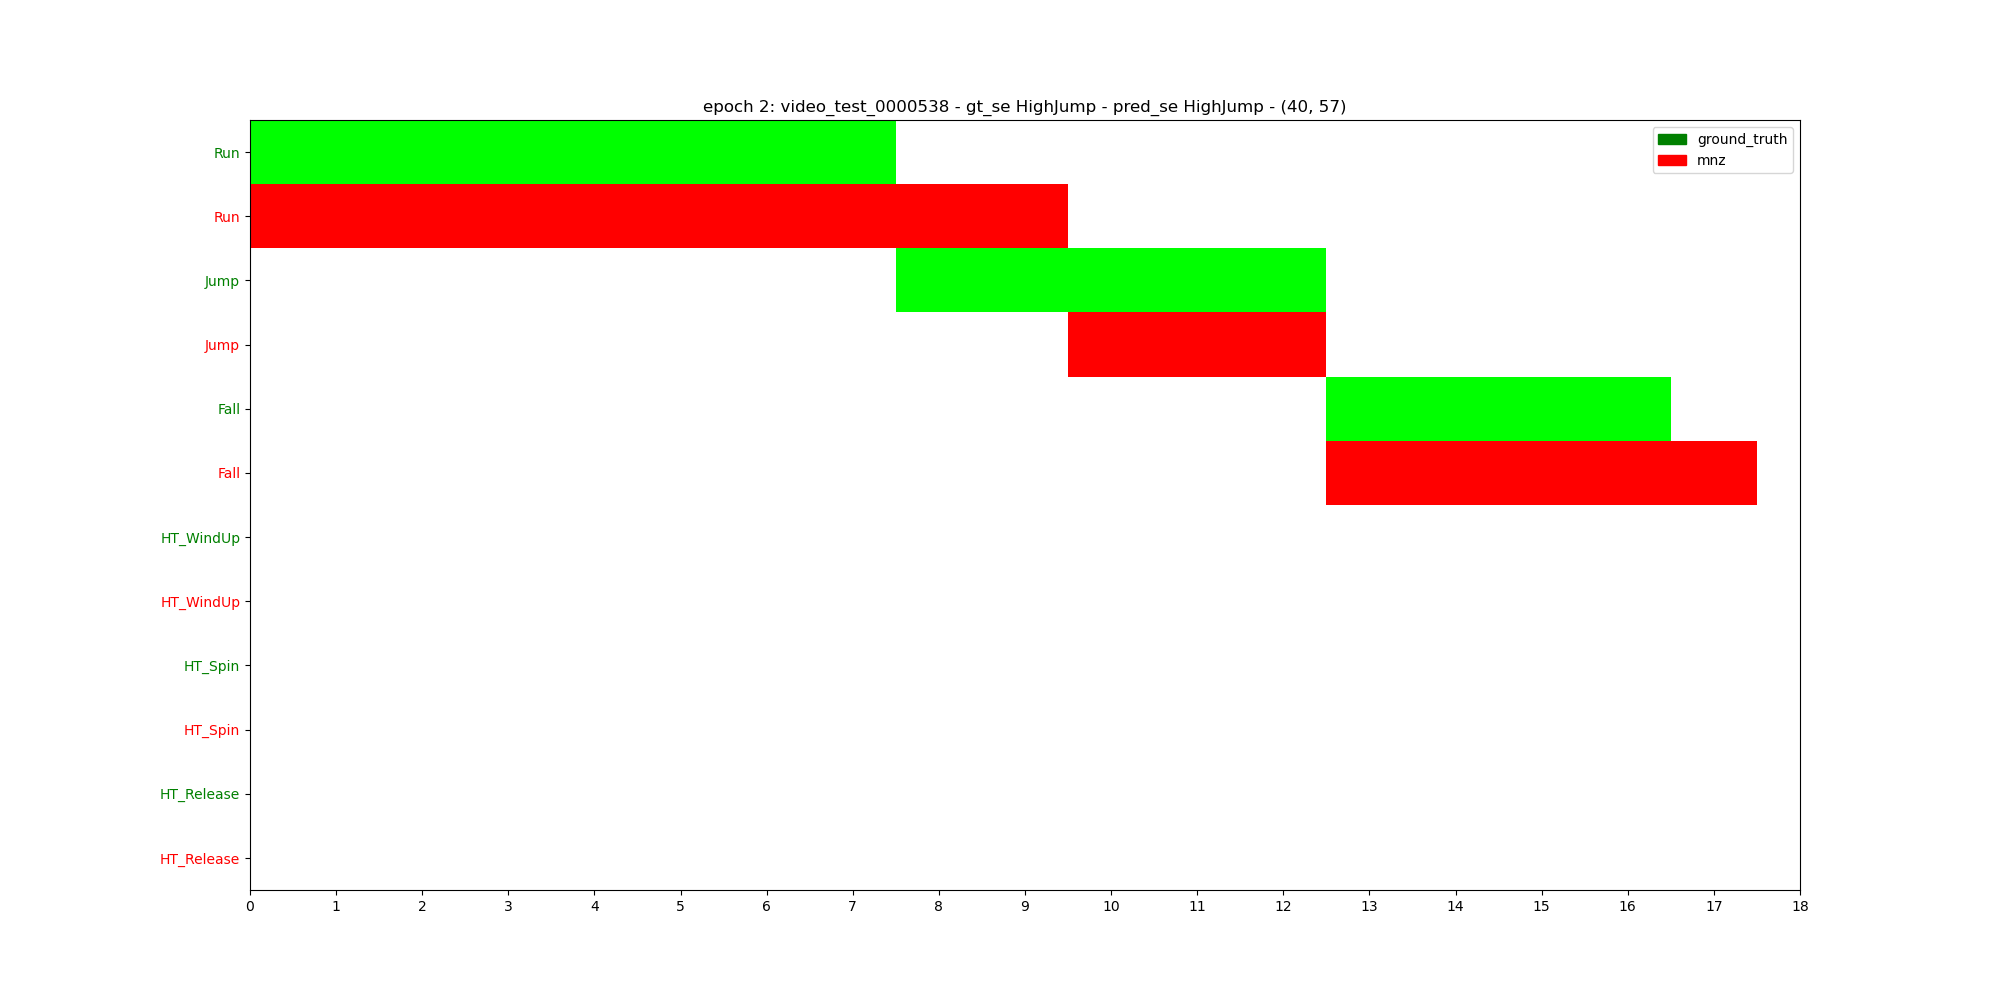 epoch 2: video_test_0000538 - gt_se HighJump - pred_se HighJump - (40, 57)
ground_truth
mnz
Run
Run
Jump
Jump
Fall
Fall
HT_WindUp
HT_WindUp
HT_Spin
HT_Spin
HT_Release
HT_Release
0 1 2 3 4 5 6 7 8 9 10 11 12 13 14 15 16 17 18